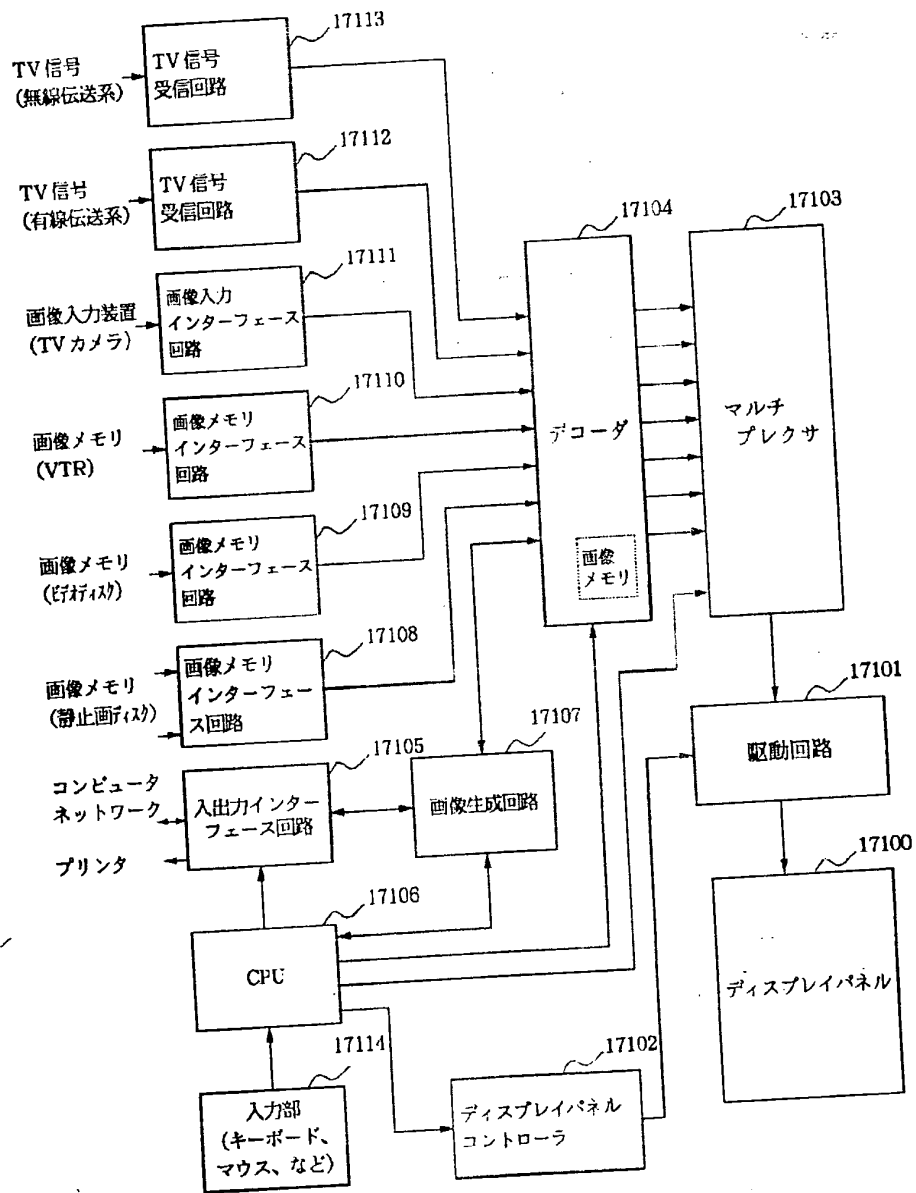 17113
TV信号
(無線伝送系)
TV信号
受信回路
17112
TV信号
(有線伝送系)
TV信号
受信回路
17111
画像入力装置
(TVカメラ)
画像入力
インターフェース
回路
17110
画像メモリ
(VTR)
画像メモリ
インターフェース
回路
17109
画像メモリ
(ビデオディスク)
画像メモリ
インターフェース
回路
17108
画像メモリ
(静止画ディスク)
画像メモリ
インターフェー
ス回路
17104
デコーダ
画像
メモリ
17103
マルチ
プレクサ
17105
コンピュータ
ネットワーク
プリンタ
入出力インター
フェース回路
17107
画像生成回路
17101
駆動回路
17106
CPU
17100
ディスプレイパネル
17114
入力部
(キーボード、
マウス、など)
17102
ディスプレイパネル
コントローラ